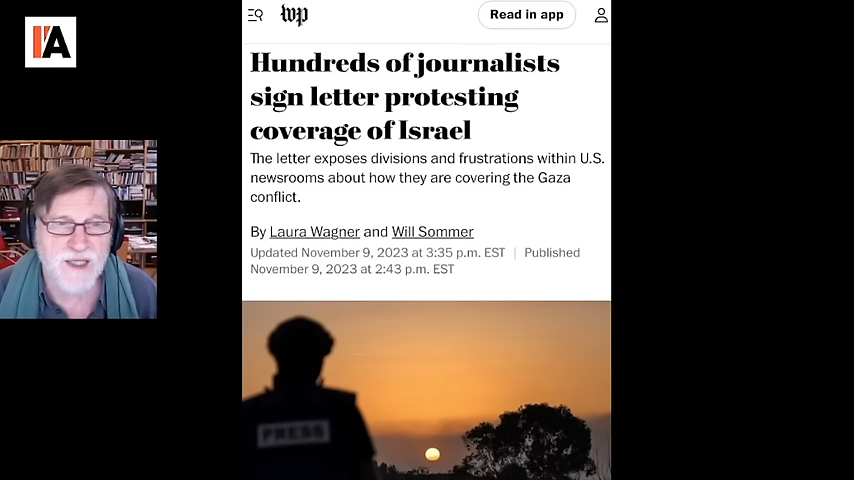 IA
wp
Read in app
Hundreds of journalists
sign letter protesting
coverage of Israel
The letter exposes divisions and frustrations within U.S.
newsrooms about how they are covering the Gaza
conflict.
By Laura Wagner and Will Sommer
Updated November 9, 2023 at 3:35 p.m. EST | Published
November 9, 2023 at 2:43 p.m. EST
PRESS